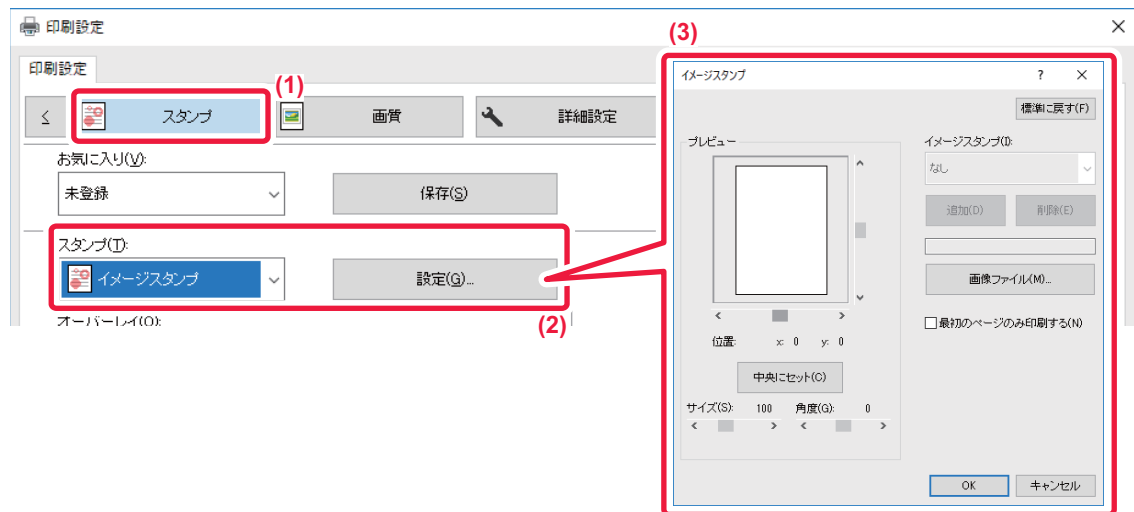 印刷設定
印刷設定
(1)
スタンプ
画質
詳細設定
お気に入り(V):
未登録
保存(S)
スタンプ(T):
イメージスタンプ
設定(G)...
(2)
オーバーレイ(O):
(3)
イメージスタンプ
標準に戻す(F)
プレビュー
イメージスタンプ(I):
なし
追加(D)
削除(E)
画像ファイル(M)...
最初のページのみ印刷する(N)
位置: x: 0 y: 0
中央にセット(C)
サイズ(S): 100 角度(G): 0
OK
キャンセル